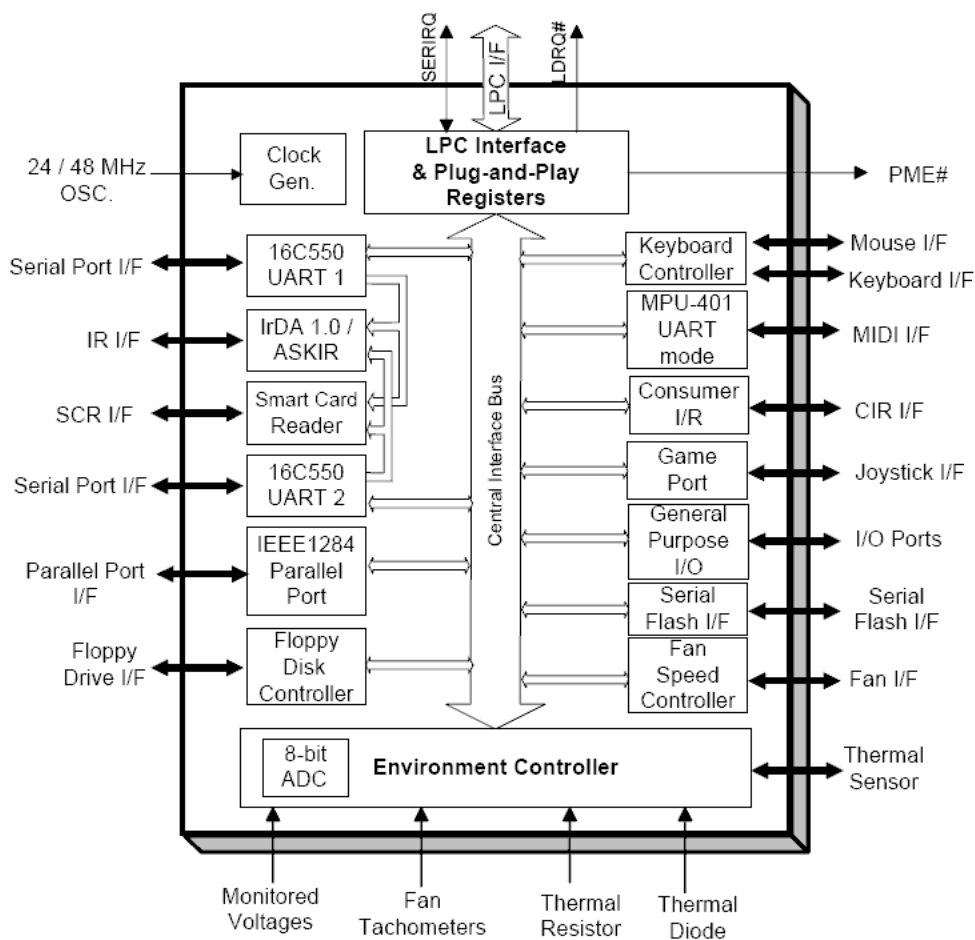 SERIRQ
LPC I/F
LDRQ#
LPC Interface
& Plug-and-Play
Registers
Clock
Gen.
24 / 48 MHz
OSC.
PME#
Serial Port I/F
16C550
UART 1
IR I/F
IrDA 1.0 /
ASKIR
SCR I/F
Smart Card
Reader
Serial Port I/F
16C550
UART 2
Parallel Port
I/F
IEEE1284
Parallel
Port
Floppy
Drive I/F
Floppy
Disk
Controller
Central Interface Bus
Keyboard
Controller
Mouse I/F
Keyboard I/F
MPU-401
UART
mode
MIDI I/F
Consumer
I/R
CIR I/F
Game
Port
Joystick I/F
General
Purpose
I/O
I/O Ports
Serial
Flash I/F
Serial
Flash I/F
Fan
Speed
Controller
Fan I/F
8-bit
ADC
Environment Controller
Thermal
Sensor
Monitored
Voltages
Fan
Tachometers
Thermal
Resistor
Thermal
Diode